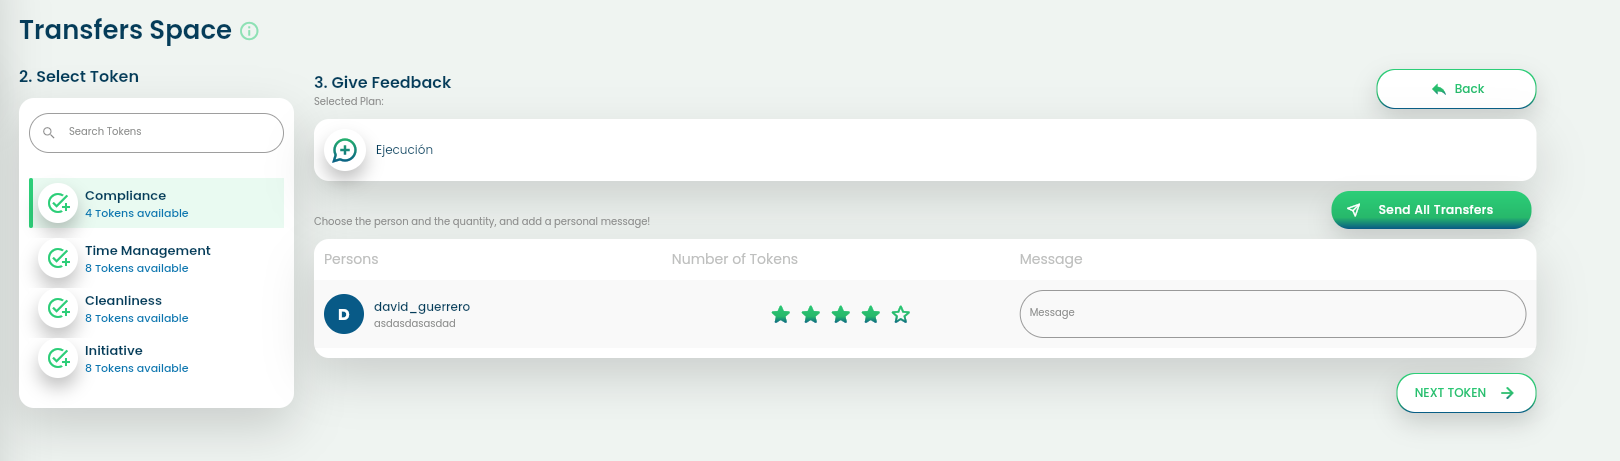 Transfers Space
2. Select Token
Search Tokens
Compliance
4 Tokens available
Time Management
8 Tokens available
Cleanliness
8 Tokens available
Initiative
8 Tokens available
3. Give Feedback
Selected Plan:
Back
Ejecución
Choose the person and the quantity, and add a personal message!
Send All Transfers
Persons Number of Tokens Message
D
david_guerrero
asdasdasasdad
Message
NEXT TOKEN